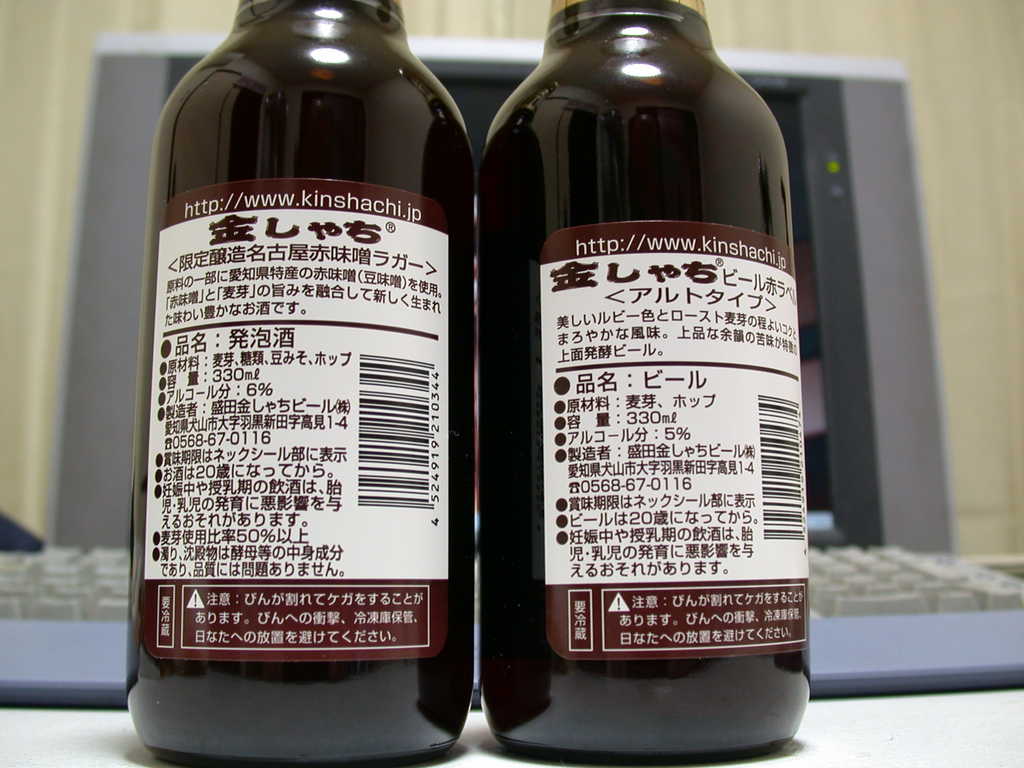 http://www.kinshachi.jp
金しゃち®
<限定醸造名古屋赤味噌ラガー>
原料の一部に愛知県特産の赤味噌(豆味噌)を使用。
「赤味噌」と「麦芽」の旨みを融合して新しく生まれ
た味わい豊かなお酒です。
●品名:発泡酒
●原材料:麦芽、糖類、豆みそ、ホップ
●容 量:330㎖
●アルコール分:6%
●製造者:盛田金しゃちビール㈱
愛知県犬山市大字羽黒新田字高見1-4
☎0568-67-0116
●賞味期限はネックシール部に表示
●お酒は20歳になってから。
●妊娠中や授乳期の飲酒は、胎
児・乳児の発育に悪影響を与
えるおそれがあります。
●麦芽使用比率50%以上
●濁り、沈殿物は酵母等の中身成分
であり、品質には問題ありません。
4 524919 210344
要冷蔵
⚠注意:びんが割れてケガをすることが
あります。びんへの衝撃、冷凍庫保管、
日なたへの放置を避けてください。
http://www.kinshachi.jp
金しゃち®ビール赤ラベル
<アルトタイプ>
美しいルビー色とロースト麦芽の程よいコクと
まろやかな風味。上品な余韻の苦味が特徴の
上面発酵ビール。
●品名:ビール
●原材料:麦芽、ホップ
●容 量:330㎖
●アルコール分:5%
●製造者:盛田金しゃちビール㈱
愛知県犬山市大字羽黒新田字高見1-4
☎0568-67-0116
●賞味期限はネックシール部に表示
●ビールは20歳になってから。
●妊娠中や授乳期の飲酒は、胎
児・乳児の発育に悪影響を与
えるおそれがあります。
要冷蔵
⚠注意:びんが割れてケガをすることが
あります。びんへの衝撃、冷凍庫保管、
日なたへの放置を避けてください。